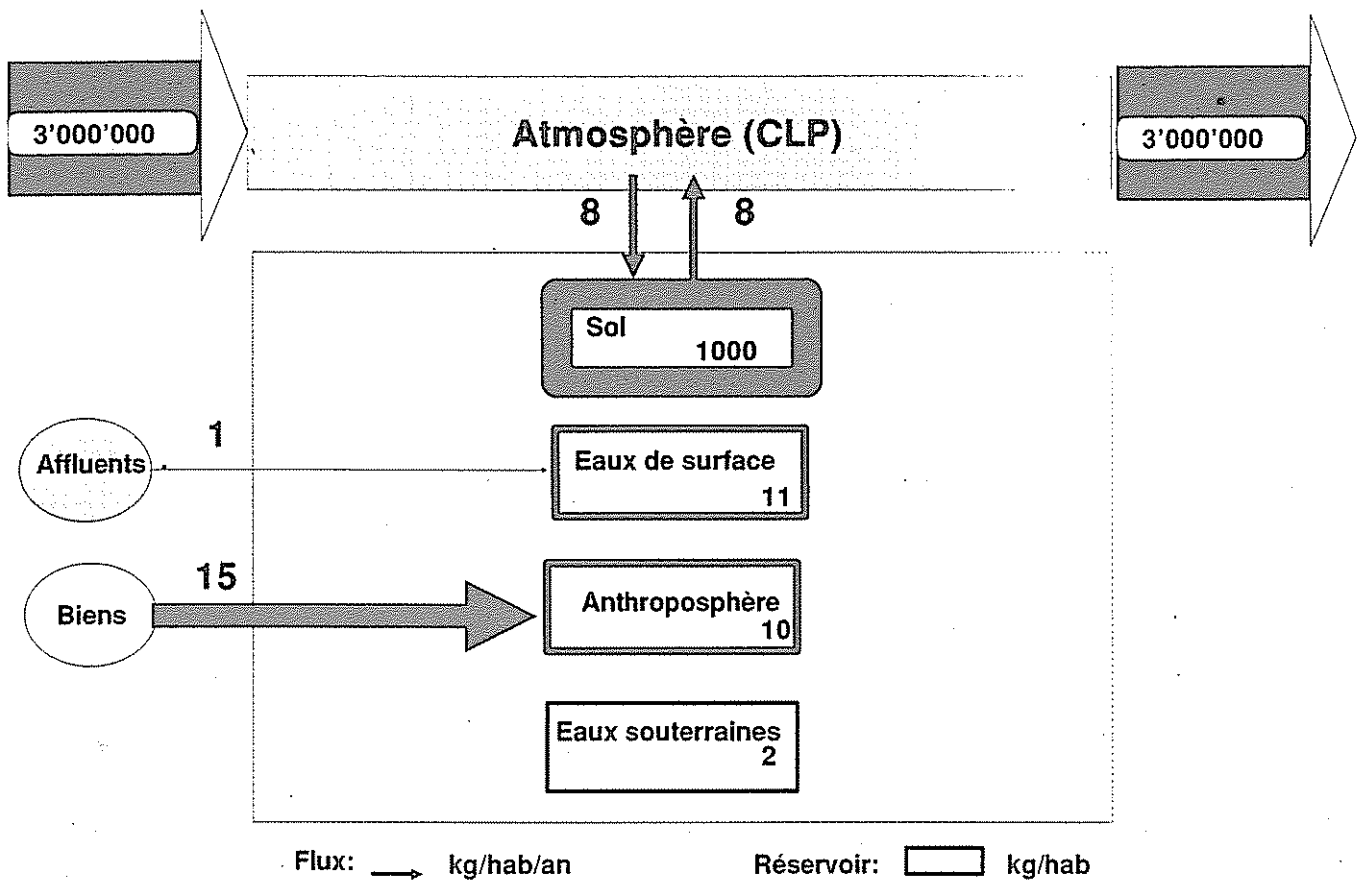 3'000'000
Atmosphère (CLP)
3'000'000
8
8
Sol
1000
1
Affluents
Eaux de surface
11
15
Biens
Anthroposphère
10
Eaux souterraines
2
Flux: kg/hab/an Réservoir: kg/hab